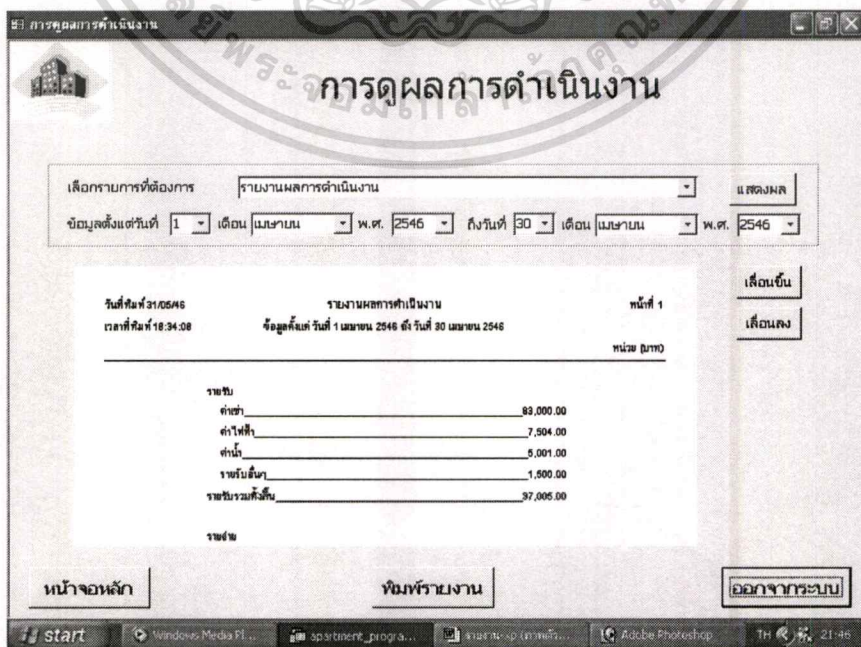 การดูผลการดำเนินงาน
การดูผลการดำเนินงาน
เลือกรายการที่ต้องการ รายงานผลการดำเนินงาน แสดงผล
ข้อมูลตั้งแต่วันที่ 1 เดือน เมษายน พ.ศ. 2546 ถึงวันที่ 30 เดือน เมษายน พ.ศ. 2546
เลื่อนขึ้น
เลื่อนลง
วันที่พิมพ์ 31/05/46 รายงานผลการดำเนินงาน หน้าที่ 1
เวลาที่พิมพ์ 18:34:08 ข้อมูลตั้งแต่ วันที่ 1 เมษายน 2546 ถึง วันที่ 30 เมษายน 2546
หน่วย (บาท)
รายรับ
ค่าเช่า 83,000.00
ค่าไฟฟ้า 7,504.00
ค่าน้ำ 5,001.00
รายรับอื่นๆ 1,500.00
รายรับรวมทั้งสิ้น 97,005.00
รายจ่าย
หน้าจอหลัก พิมพ์รายงาน ออกจากระบบ
start Windows Media Pl... apartment_progra... Adobe Photoshop TH 21:46